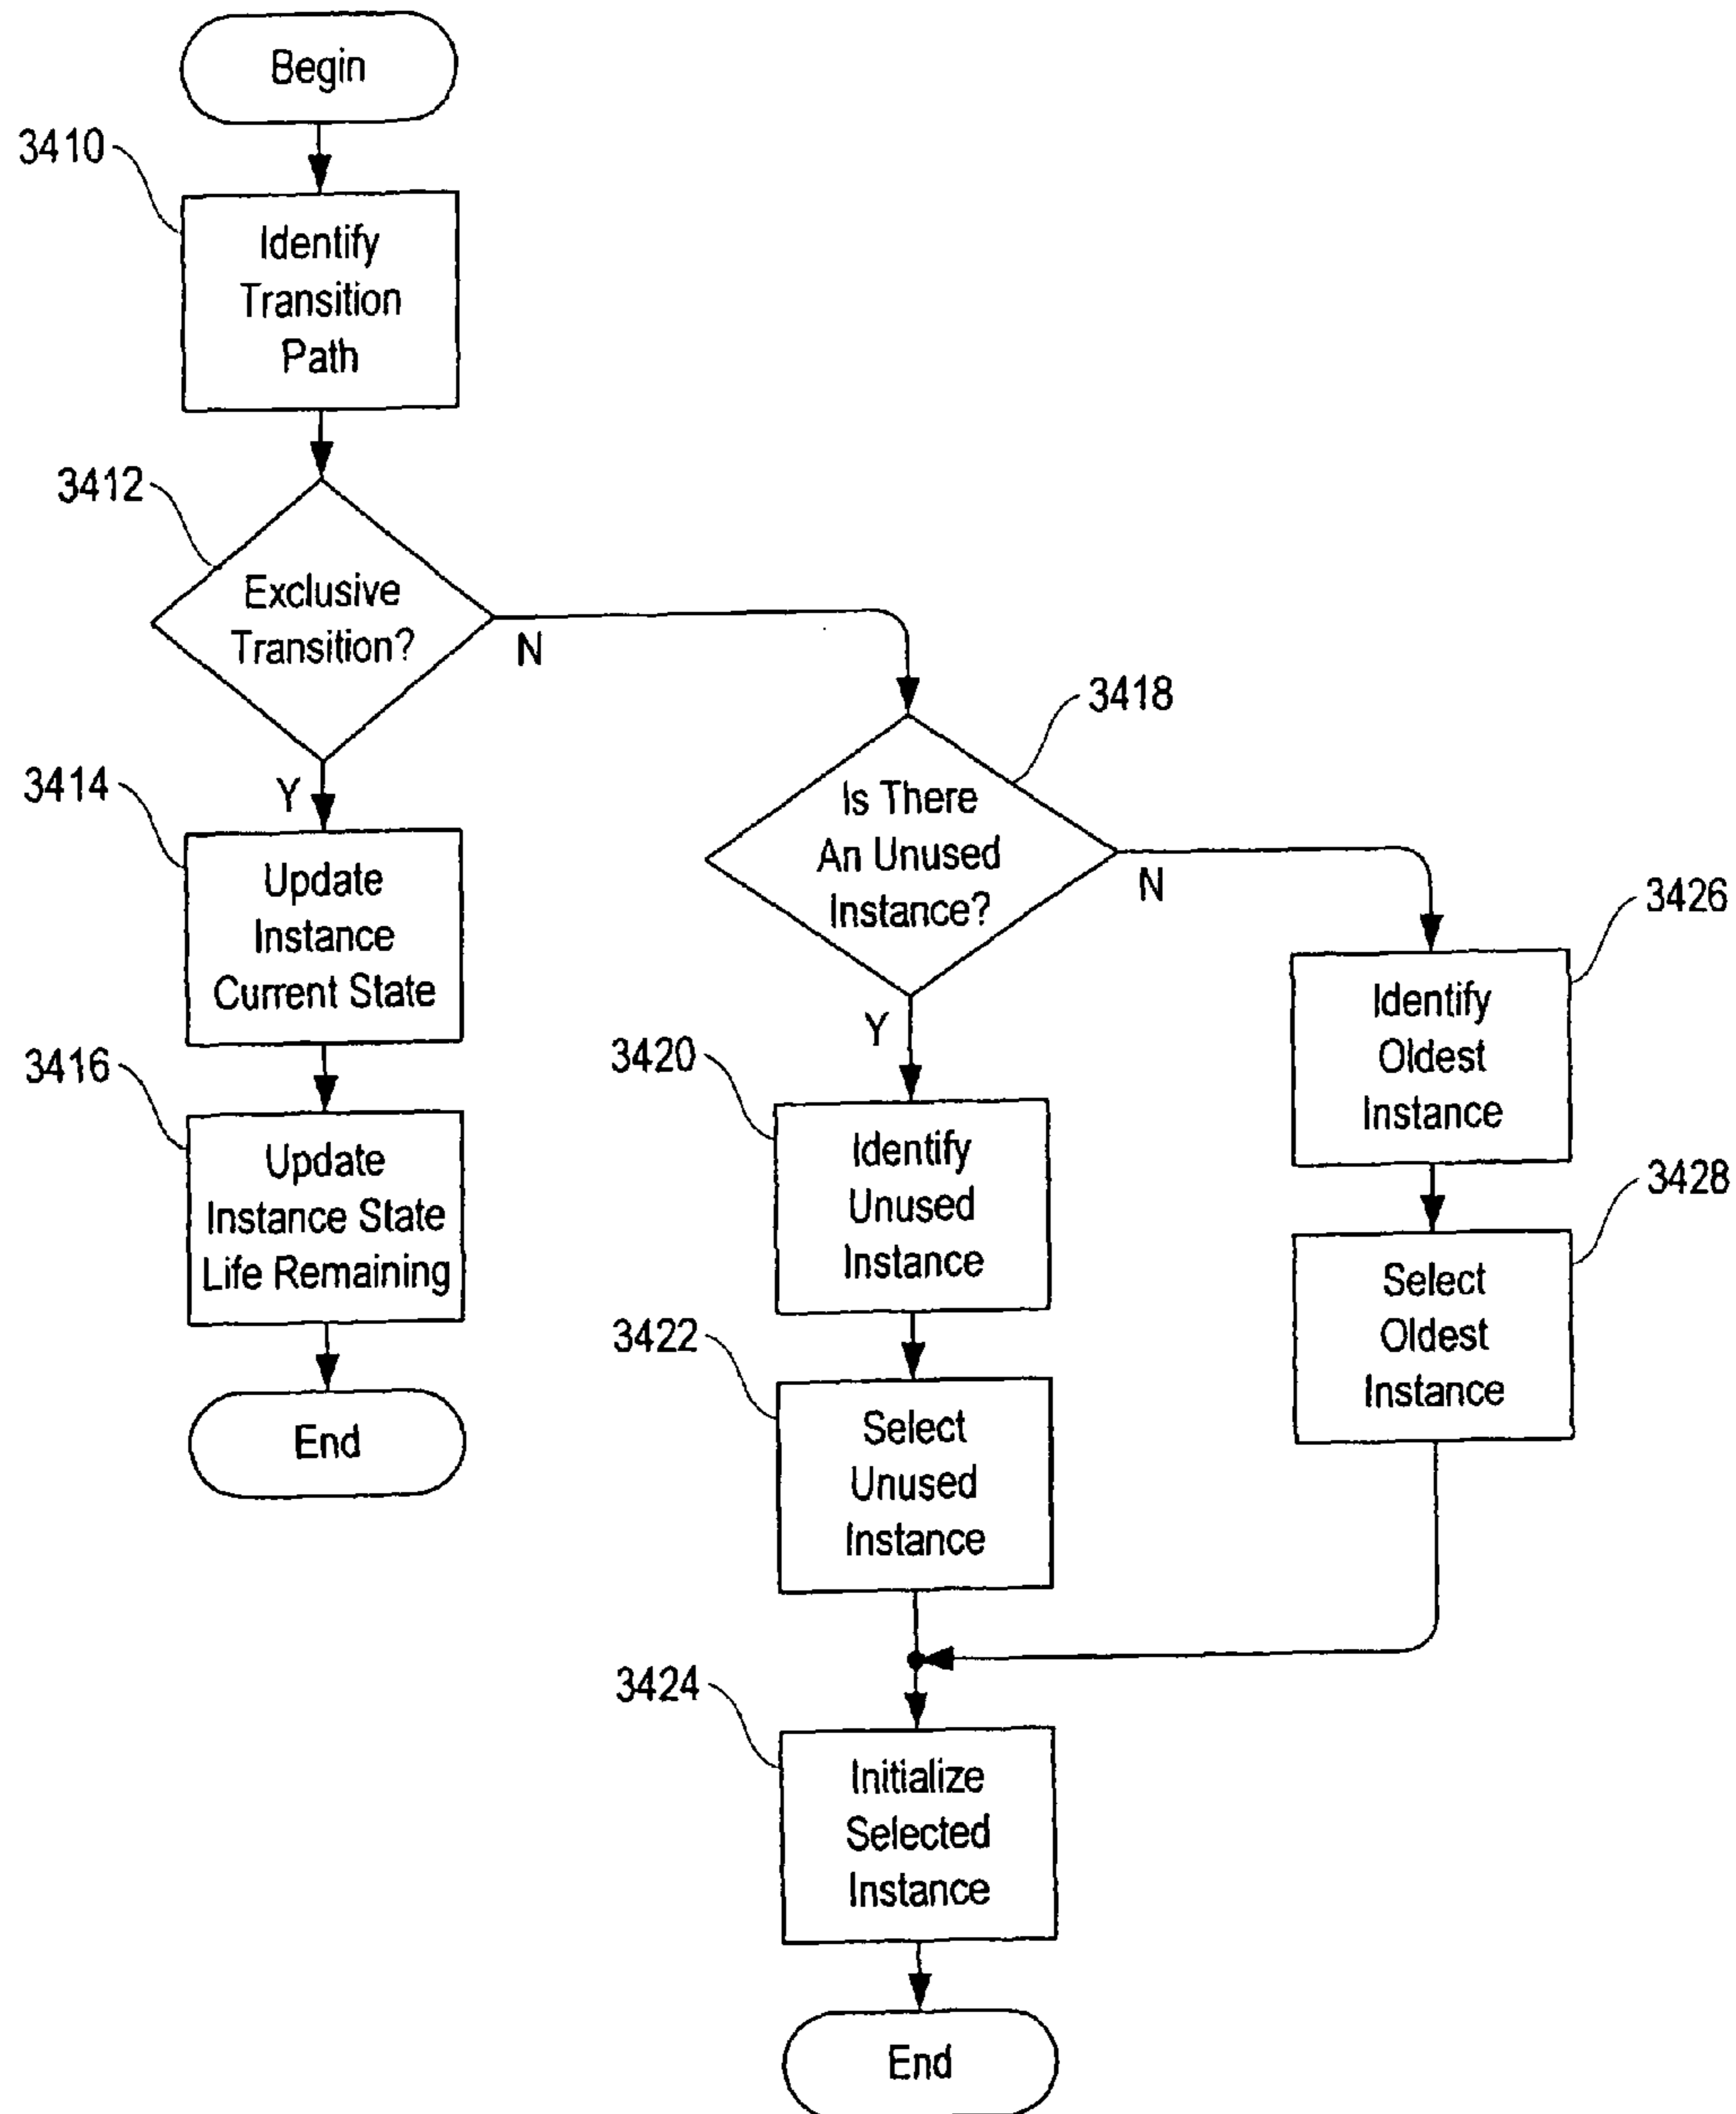 Begin
3410
Identify
Transition
Path
3412
Exclusive
Transition?
N
Y
3414
Update
Instance
Current State
3416
Update
Instance State
Life Remaining
End
3418
Is There
An Unused
Instance?
N
Y
3420
Identify
Unused
Instance
3422
Select
Unused
Instance
3426
Identify
Oldest
Instance
3428
Select
Oldest
Instance
3424
Initialize
Selected
Instance
End